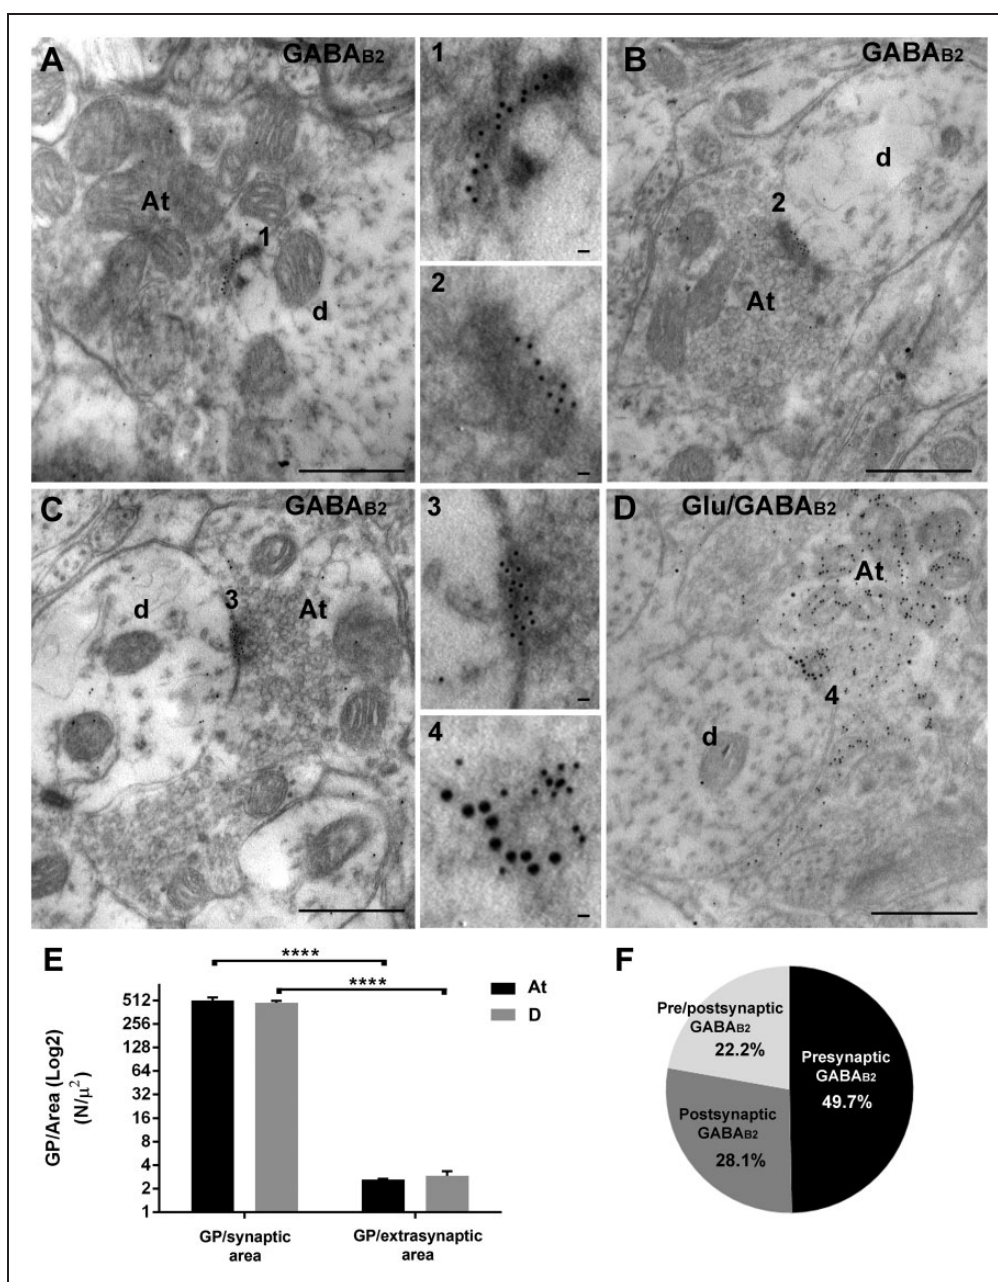 A
GABAB2
At
1
d
1
2
B
GABAB2
d
2
At
C
GABAB2
d
3
At
3
4
D
Glu/GABAB2
At
4
d
E
****
****
At
D
GP/Area (Log2)
(N/μ²)
512
256
128
64
32
16
8
4
2
1
GP/synaptic
area
GP/extrasynaptic
area
F
Pre/postsynaptic
GABAB2
22.2%
Presynaptic
GABAB2
49.7%
Postsynaptic
GABAB2
28.1%